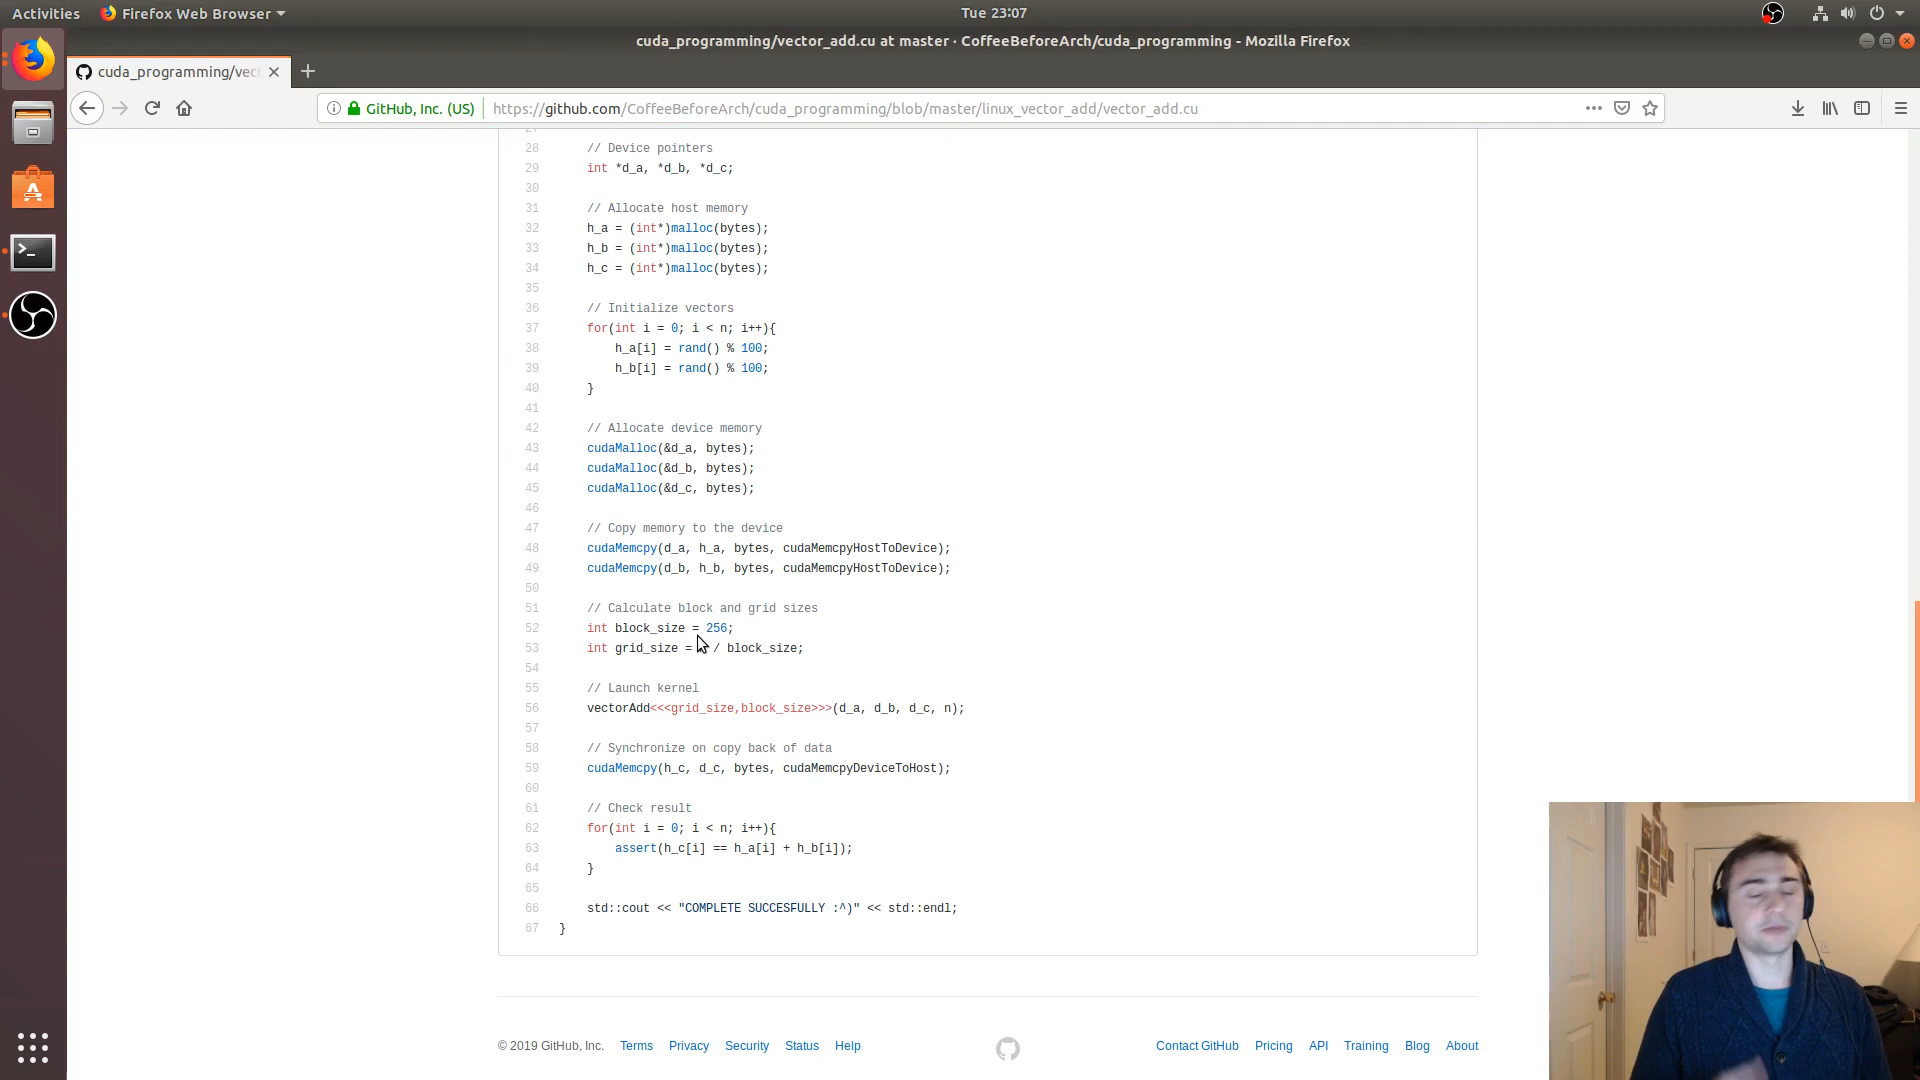 Activities
Firefox Web Browser
Tue 23:07
cuda_programming/vector_add.cu at master · CoffeeBeforeArch/cuda_programming - Mozilla Firefox
cuda_programming/vec
GitHub, Inc. (US)
https://github.com/CoffeeBeforeArch/cuda_programming/blob/master/linux_vector_add/vector_add.cu
28 // Device pointers
29 int *d_a, *d_b, *d_c;
30
31 // Allocate host memory
32 h_a = (int*)malloc(bytes);
33 h_b = (int*)malloc(bytes);
34 h_c = (int*)malloc(bytes);
35
36 // Initialize vectors
37 for(int i = 0; i < n; i++){
38 h_a[i] = rand() % 100;
39 h_b[i] = rand() % 100;
40 }
41
42 // Allocate device memory
43 cudaMalloc(&d_a, bytes);
44 cudaMalloc(&d_b, bytes);
45 cudaMalloc(&d_c, bytes);
46
47 // Copy memory to the device
48 cudaMemcpy(d_a, h_a, bytes, cudaMemcpyHostToDevice);
49 cudaMemcpy(d_b, h_b, bytes, cudaMemcpyHostToDevice);
50
51 // Calculate block and grid sizes
52 int block_size = 256;
53 int grid_size = / block_size;
54
55 // Launch kernel
56 vectorAdd<<<grid_size,block_size>>>(d_a, d_b, d_c, n);
57
58 // Synchronize on copy back of data
59 cudaMemcpy(h_c, d_c, bytes, cudaMemcpyDeviceToHost);
60
61 // Check result
62 for(int i = 0; i < n; i++){
63 assert(h_c[i] == h_a[i] + h_b[i]);
64 }
65
66 std::cout << "COMPLETE SUCCESFULLY :^)" << std::endl;
67 }
© 2019 GitHub, Inc. Terms Privacy Security Status Help
Contact GitHub Pricing API Training Blog About